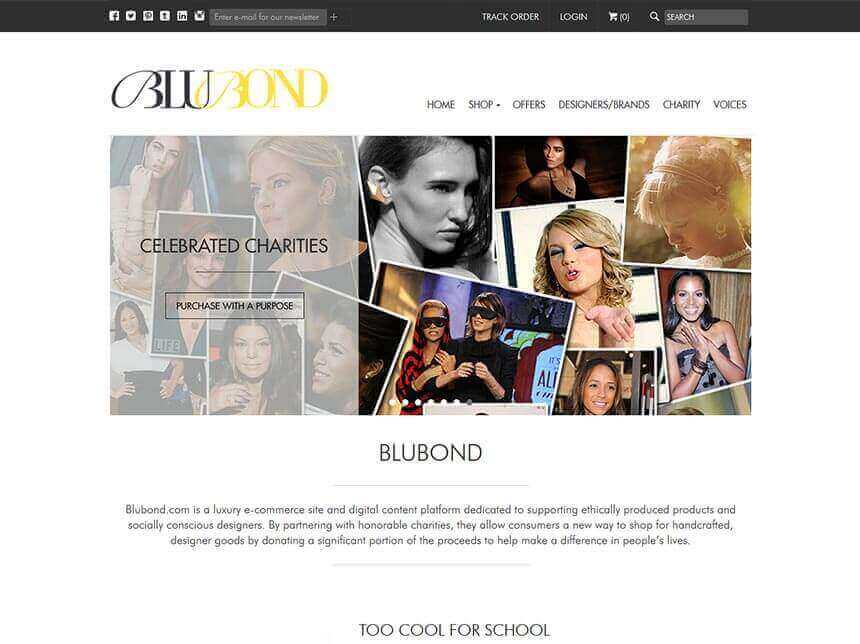 Enter e-mail for our newsletter +
TRACK ORDER
LOGIN
(0)
SEARCH
BLUBOND
HOME
SHOP
OFFERS
DESIGNERS/BRANDS
CHARITY
VOICES
CELEBRATED CHARITIES
PURCHASE WITH A PURPOSE
LIFE
IT'S
BLUBOND
Blubond.com is a luxury e-commerce site and digital content platform dedicated to supporting ethically produced products and
socially conscious designers. By partnering with honorable charities, they allow consumers a new way to shop for handcrafted,
designer goods by donating a significant portion of the proceeds to help make a difference in people's lives.
TOO COOL FOR SCHOOL